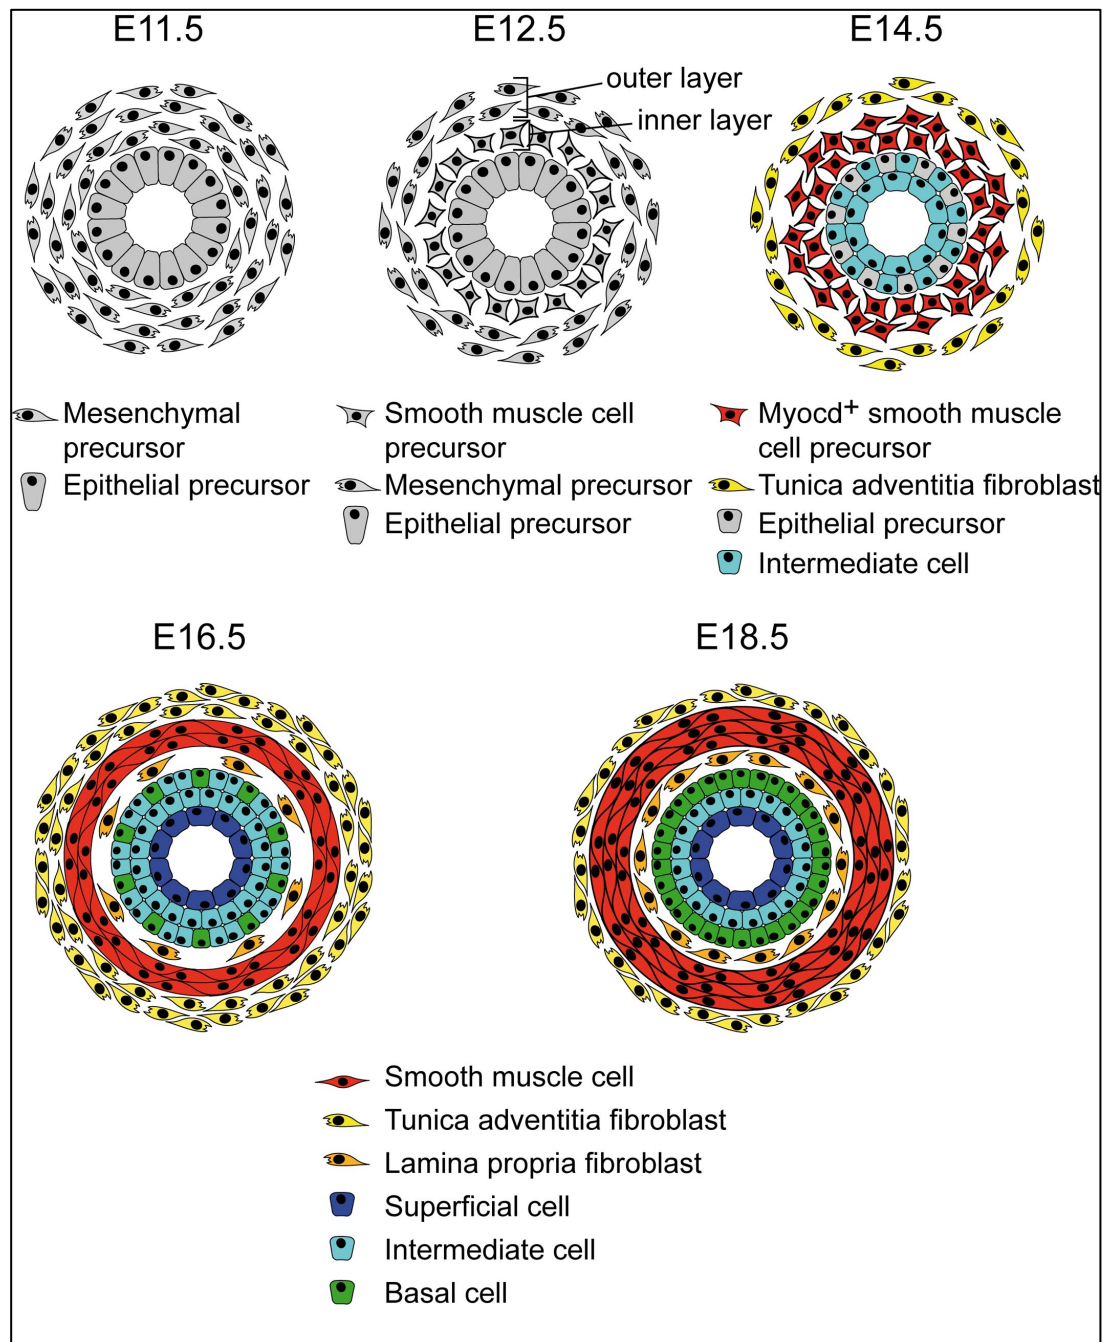 E11.5
E12.5
E14.5
outer layer
inner layer
Mesenchymal
precursor
Epithelial precursor
Smooth muscle cell
precursor
Mesenchymal precursor
Epithelial precursor
Myocd+ smooth muscle
cell precursor
Tunica adventitia fibroblast
Epithelial precursor
Intermediate cell
E16.5
E18.5
Smooth muscle cell
Tunica adventitia fibroblast
Lamina propria fibroblast
Superficial cell
Intermediate cell
Basal cell